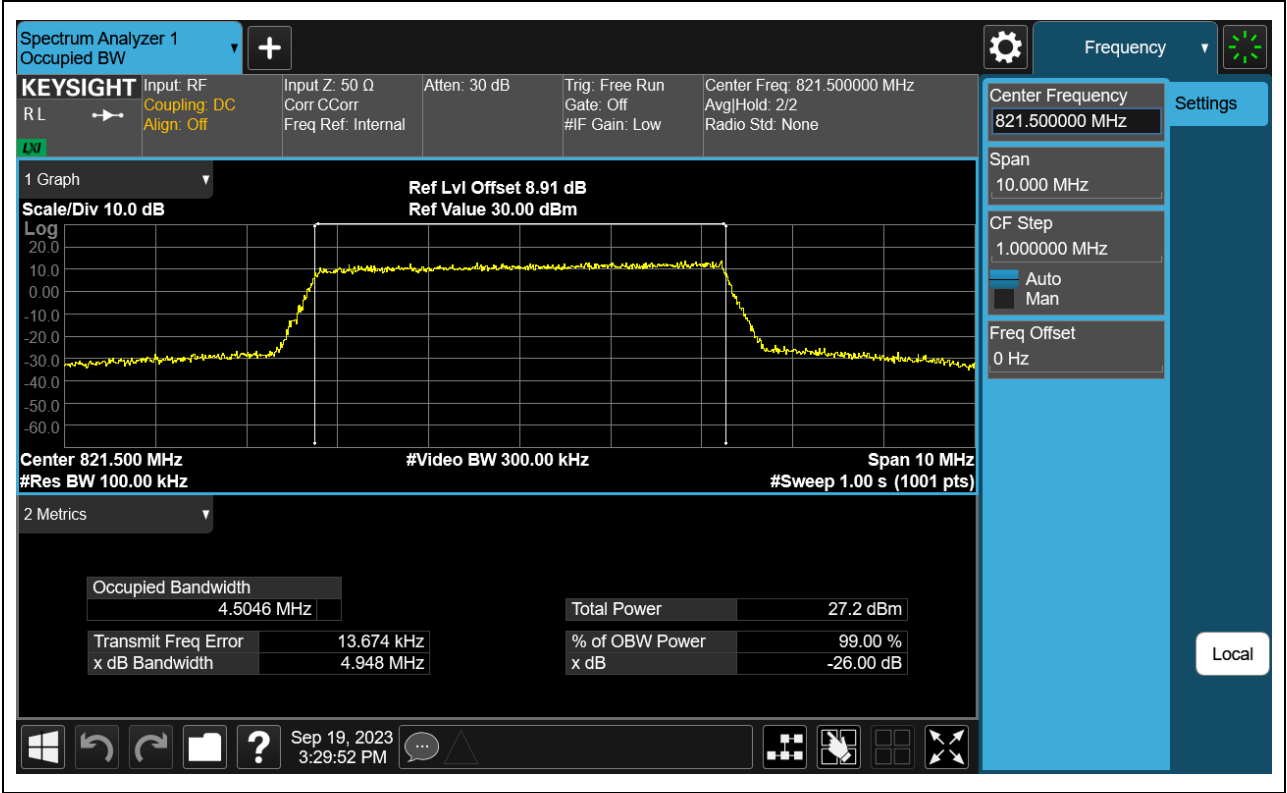 Spectrum Analyzer 1
Occupied BW
▼
+
Frequency
▼
KEYSIGHT
R L
LXI
Input: RF
Coupling: DC
Align: Off
Input Z: 50 Ω
Corr CCorr
Freq Ref: Internal
Atten: 30 dB
Trig: Free Run
Gate: Off
#IF Gain: Low
Center Freq: 821.500000 MHz
Avg|Hold: 2/2
Radio Std: None
Center Frequency
821.500000 MHz
Settings
Span
10.000 MHz
CF Step
1.000000 MHz
Auto
Man
Freq Offset
0 Hz
1 Graph
▼
Scale/Div 10.0 dB
Ref Lvl Offset 8.91 dB
Ref Value 30.00 dBm
Log
20.0
10.0
0.00
-10.0
-20.0
-30.0
-40.0
-50.0
-60.0
Center 821.500 MHz
#Video BW 300.00 kHz
Span 10 MHz
#Res BW 100.00 kHz
#Sweep 1.00 s (1001 pts)
2 Metrics
▼
Occupied Bandwidth
4.5046 MHz
Total Power 27.2 dBm
Transmit Freq Error 13.674 kHz
% of OBW Power 99.00 %
x dB Bandwidth 4.948 MHz
x dB -26.00 dB
Local
?
Sep 19, 2023
3:29:52 PM